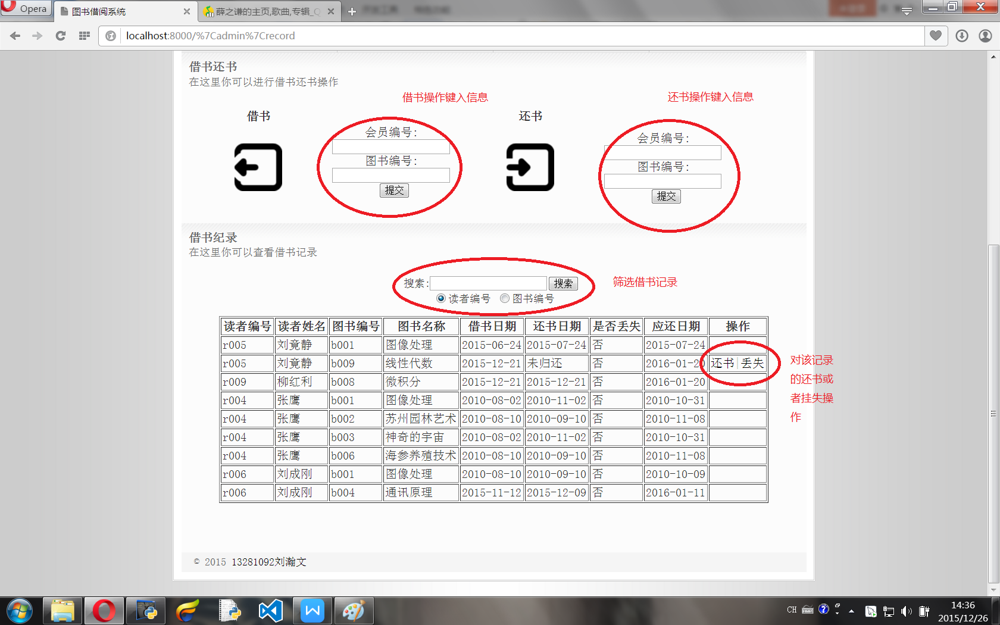 Opera
图书借阅系统
薛之谦的主页,歌曲,专辑_Q
localhost:8000/%7Cadmin%7Crecord
借书还书
在这里你可以进行借书还书操作
借书操作键入信息
还书操作键入信息
借书
还书
会员编号:
图书编号:
提交
会员编号:
图书编号:
提交
借书纪录
在这里你可以查看借书记录
搜索:
搜索
读者编号 图书编号
筛选借书记录
读者编号 读者姓名 图书编号 图书名称 借书日期 还书日期 是否丢失 应还日期 操作
r005 刘竟静 b001 图像处理 2015-06-24 2015-07-24 否 2015-07-24
r005 刘竟静 b009 线性代数 2015-12-21 未归还 否 2016-01-20 还书|丢失
r009 柳红利 b008 微积分 2015-12-21 2015-12-21 否 2016-01-20
r004 张鹰 b001 图像处理 2010-08-02 2010-11-02 否 2010-10-31
r004 张鹰 b002 苏州园林艺术 2010-08-10 2010-09-10 否 2010-11-08
r004 张鹰 b003 神奇的宇宙 2010-08-02 2010-11-02 否 2010-10-31
r004 张鹰 b006 海参养殖技术 2010-08-10 2010-09-10 否 2010-11-08
r006 刘成刚 b001 图像处理 2010-08-10 2010-09-10 否 2010-10-09
r006 刘成刚 b004 通讯原理 2015-11-12 2015-12-09 否 2016-01-11
对该记录
的还书或
者挂失操
作
© 2015 13281092刘瀚文
CH
14:36
2015/12/26